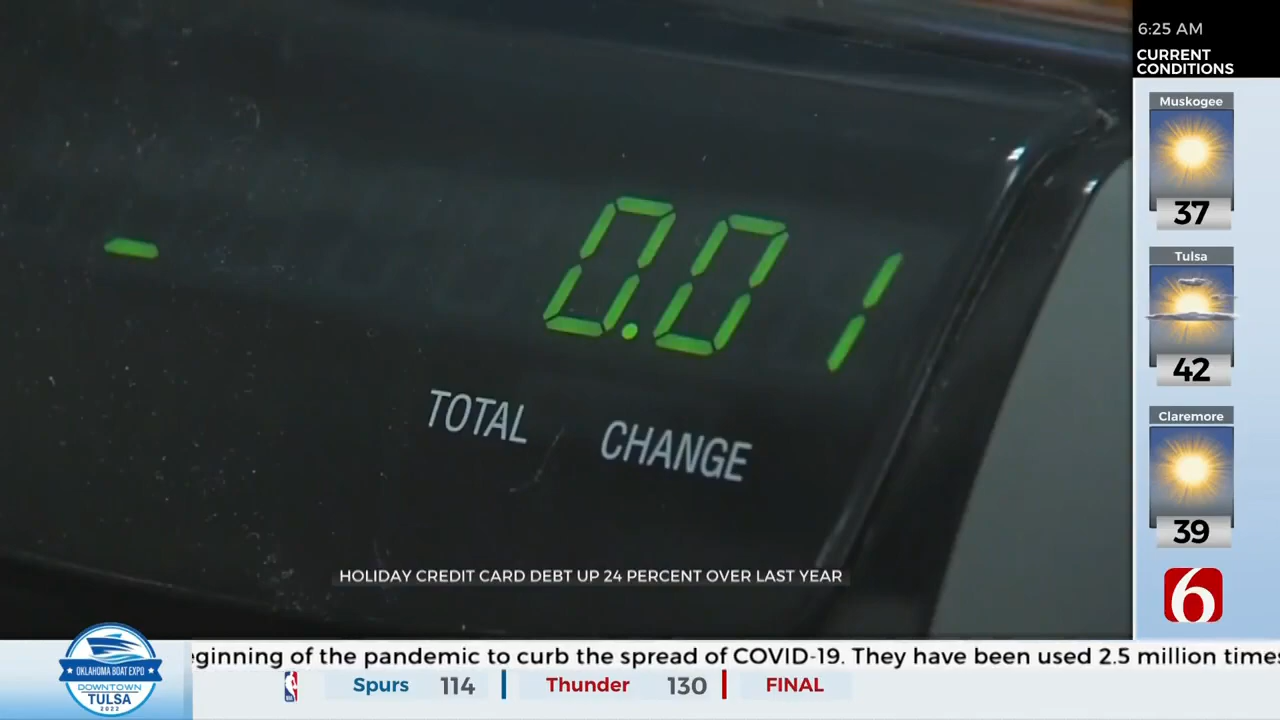 6:25 AM
CURRENT
CONDITIONS
Muskogee
37
Tulsa
42
Claremore
39
6
- 0.01
TOTAL CHANGE
HOLIDAY CREDIT CARD DEBT UP 24 PERCENT OVER LAST YEAR
OKLAHOMA BOAT EXPO
DOWNTOWN
TULSA
2022
eginning of the pandemic to curb the spread of COVID-19. They have been used 2.5 million times
NBA Spurs 114 Thunder 130 FINAL